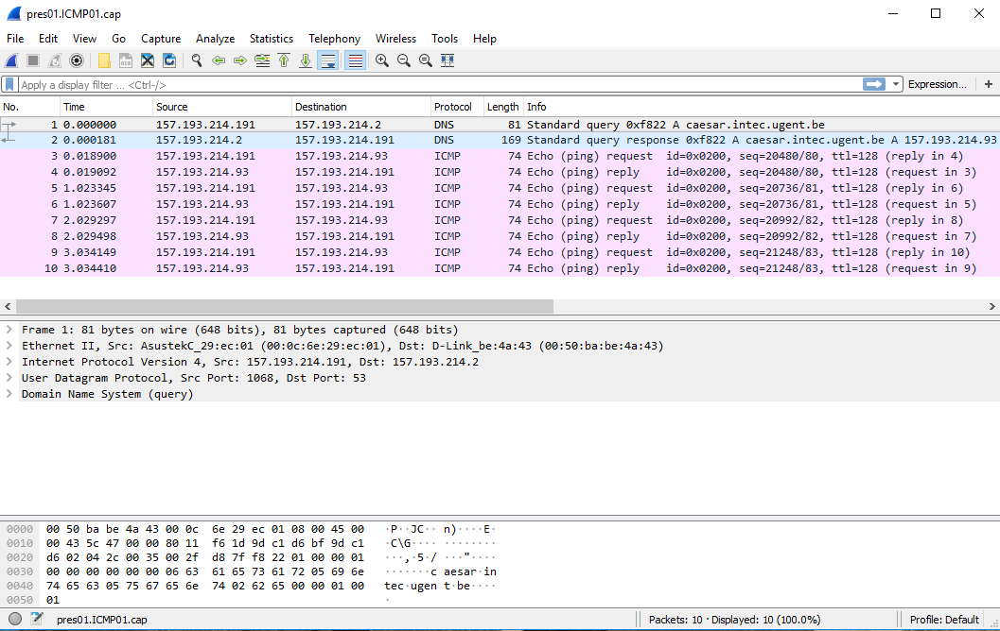 pres01.ICMP01.cap
File Edit View Go Capture Analyze Statistics Telephony Wireless Tools Help
Apply a display filter ... <Ctrl-/> Expression... +
No. Time Source Destination Protocol Length Info
1 0.000000 157.193.214.191 157.193.214.2 DNS 81 Standard query 0xf822 A caesar.intec.ugent.be
2 0.000181 157.193.214.2 157.193.214.191 DNS 169 Standard query response 0xf822 A caesar.intec.ugent.be A 157.193.214.93
3 0.018900 157.193.214.191 157.193.214.93 ICMP 74 Echo (ping) request id=0x0200, seq=20480/80, ttl=128 (reply in 4)
4 0.019092 157.193.214.93 157.193.214.191 ICMP 74 Echo (ping) reply id=0x0200, seq=20480/80, ttl=128 (request in 3)
5 1.023345 157.193.214.191 157.193.214.93 ICMP 74 Echo (ping) request id=0x0200, seq=20736/81, ttl=128 (reply in 6)
6 1.023607 157.193.214.93 157.193.214.191 ICMP 74 Echo (ping) reply id=0x0200, seq=20736/81, ttl=128 (request in 5)
7 2.029297 157.193.214.191 157.193.214.93 ICMP 74 Echo (ping) request id=0x0200, seq=20992/82, ttl=128 (reply in 8)
8 2.029498 157.193.214.93 157.193.214.191 ICMP 74 Echo (ping) reply id=0x0200, seq=20992/82, ttl=128 (request in 7)
9 3.034149 157.193.214.191 157.193.214.93 ICMP 74 Echo (ping) request id=0x0200, seq=21248/83, ttl=128 (reply in 10)
10 3.034410 157.193.214.93 157.193.214.191 ICMP 74 Echo (ping) reply id=0x0200, seq=21248/83, ttl=128 (request in 9)
Frame 1: 81 bytes on wire (648 bits), 81 bytes captured (648 bits)
Ethernet II, Src: AsustekC_29:ec:01 (00:0c:6e:29:ec:01), Dst: D-Link_be:4a:43 (00:50:ba:be:4a:43)
Internet Protocol Version 4, Src: 157.193.214.191, Dst: 157.193.214.2
User Datagram Protocol, Src Port: 1068, Dst Port: 53
Domain Name System (query)
0000 00 50 ba be 4a 43 00 0c 6e 29 ec 01 08 00 45 00 ·P··JC·· n)····E·
0010 00 43 5c 47 00 00 80 11 f6 1d 9d c1 d6 bf 9d c1 ·C\G···· ········
0020 d6 02 04 2c 00 35 00 2f d8 7f f8 22 01 00 00 01 ···,·5·/ ···"····
0030 00 00 00 00 00 00 06 63 61 65 73 61 72 05 69 6e ·······c aesar·in
0040 74 65 63 05 75 67 65 6e 74 02 62 65 00 00 01 00 tec·ugen t·be····
0050 01 ·
pres01.ICMP01.cap Packets: 10 · Displayed: 10 (100.0%) Profile: Default